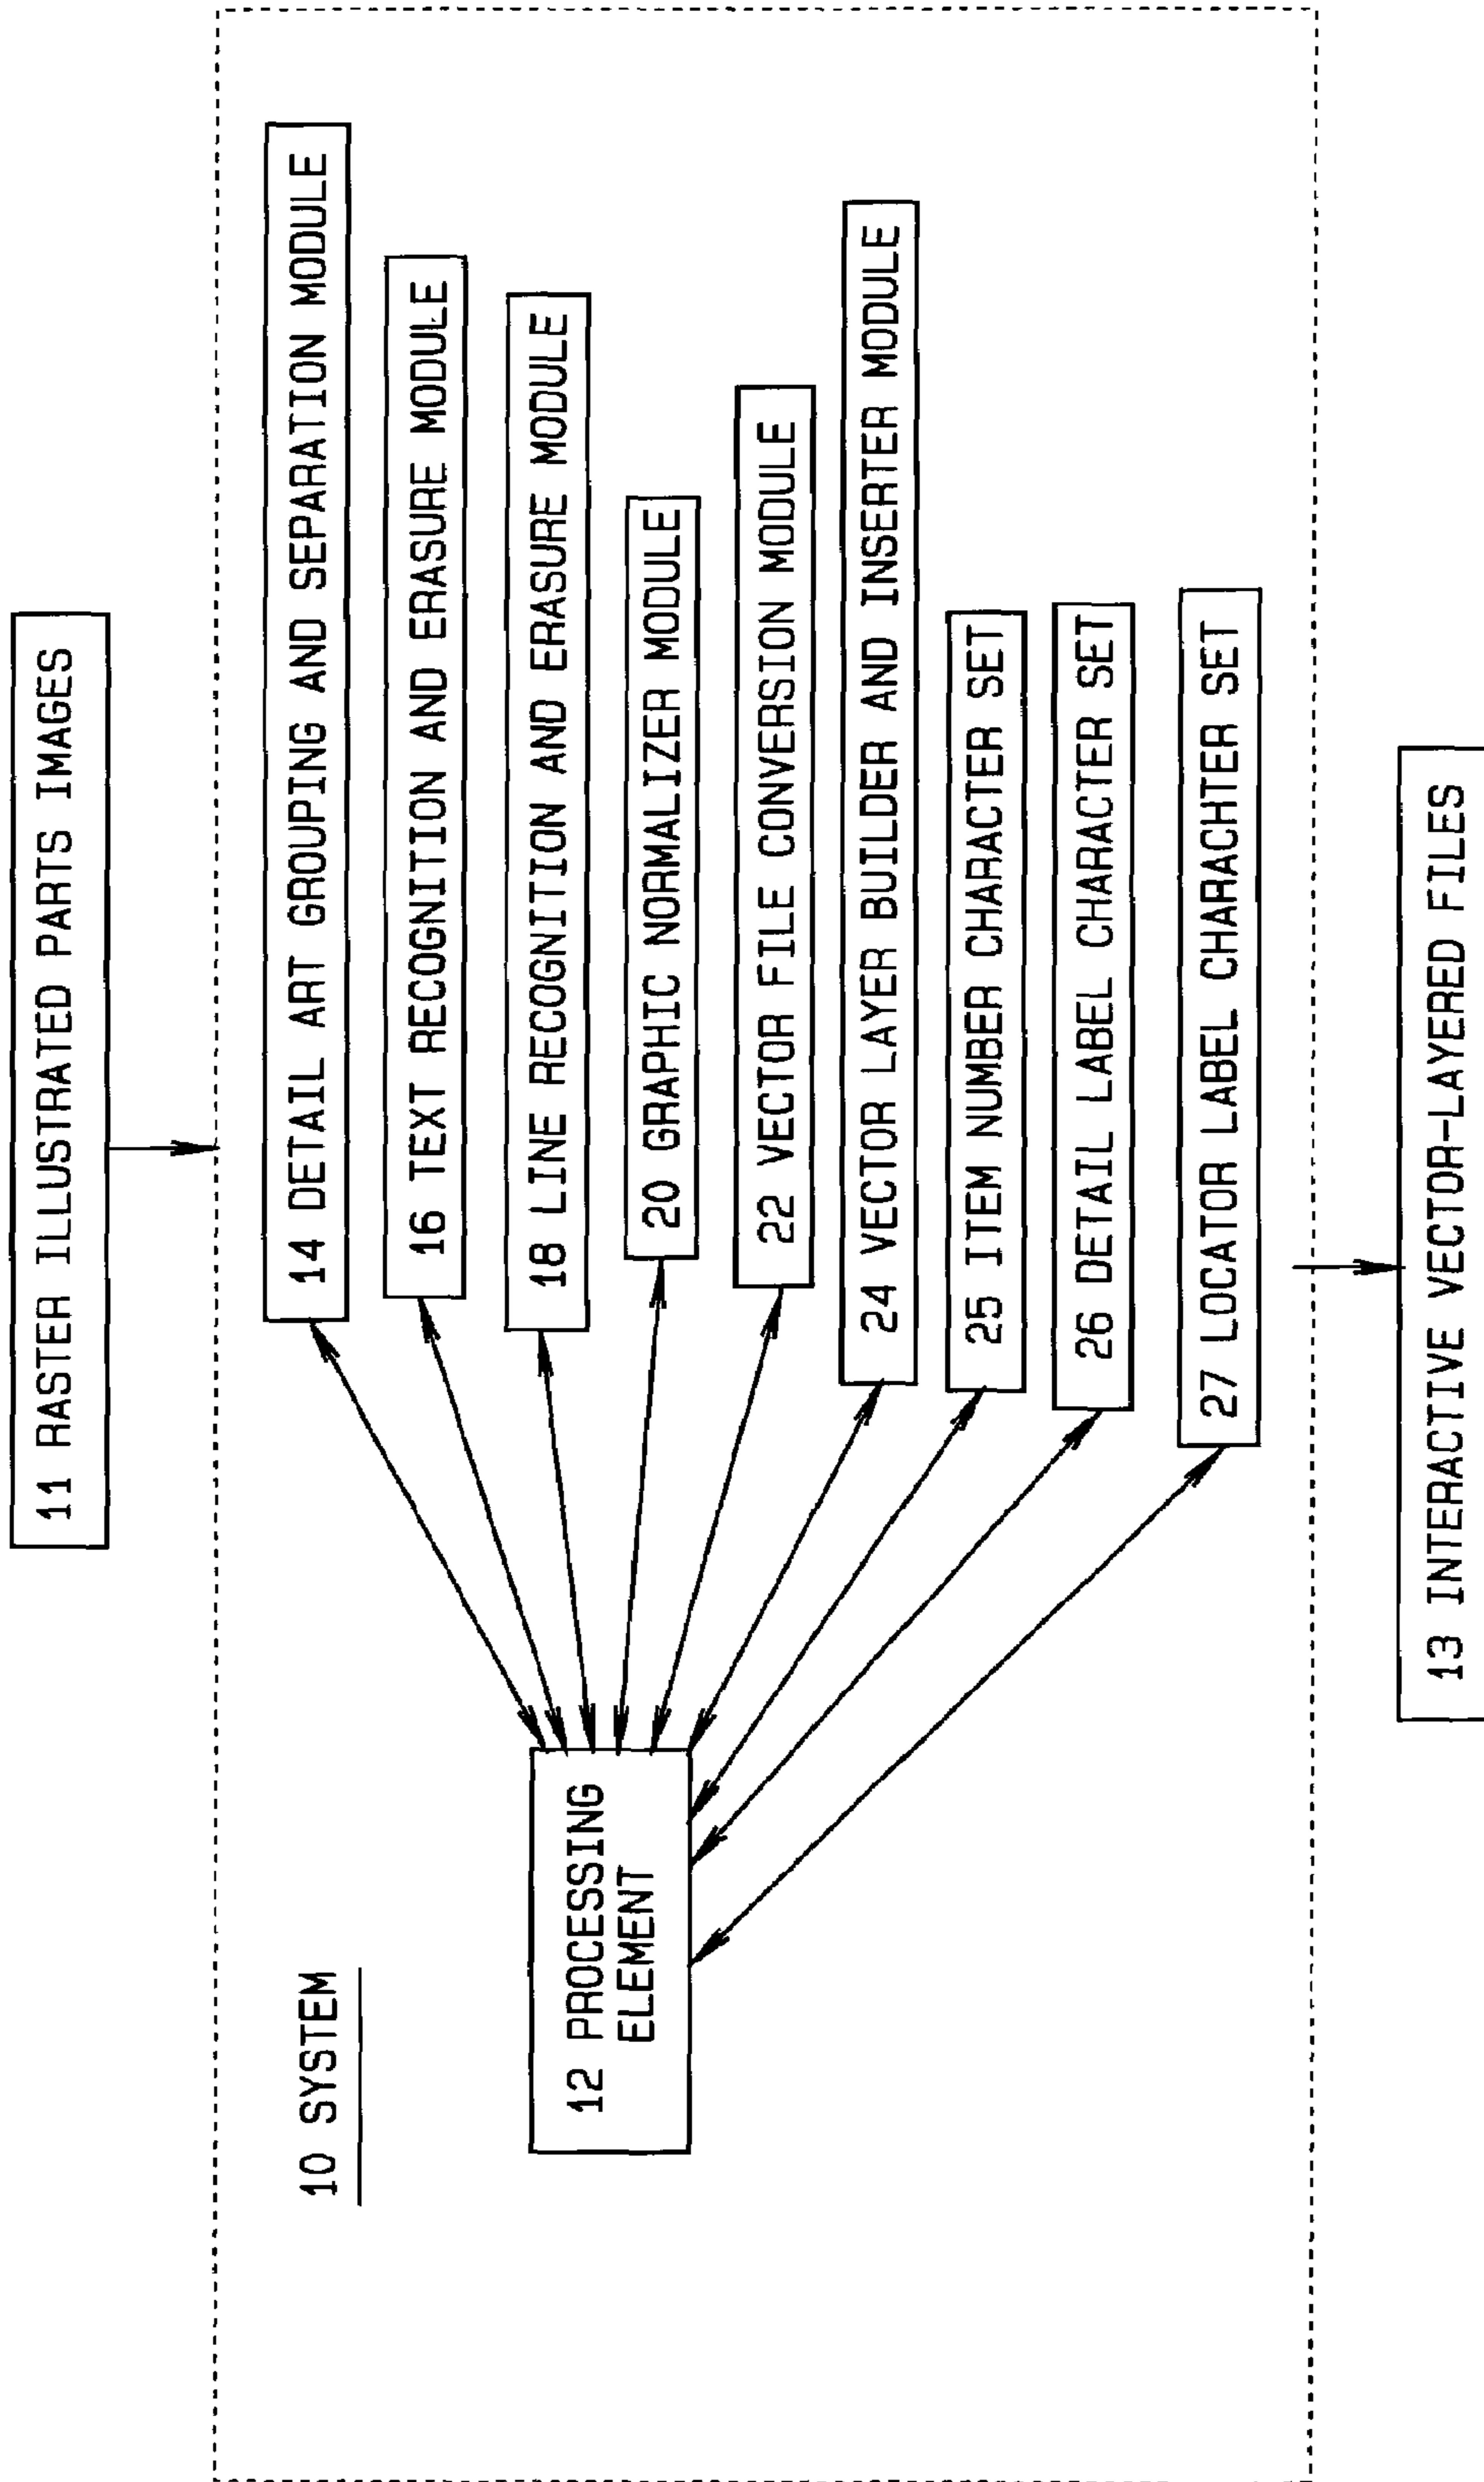 11 RASTER ILLUSTRATED PARTS IMAGES
10 SYSTEM
12 PROCESSING
ELEMENT
14 DETAIL ART GROUPING AND SEPARATION MODULE
16 TEXT RECOGNITION AND ERASURE MODULE
18 LINE RECOGNITION AND ERASURE MODULE
20 GRAPHIC NORMALIZER MODULE
22 VECTOR FILE CONVERSION MODULE
24 VECTOR LAYER BUILDER AND INSERTER MODULE
25 ITEM NUMBER CHARACTER SET
26 DETAIL LABEL CHARACTER SET
27 LOCATOR LABEL CHARACHTER SET
13 INTERACTIVE VECTOR-LAYERED FILES